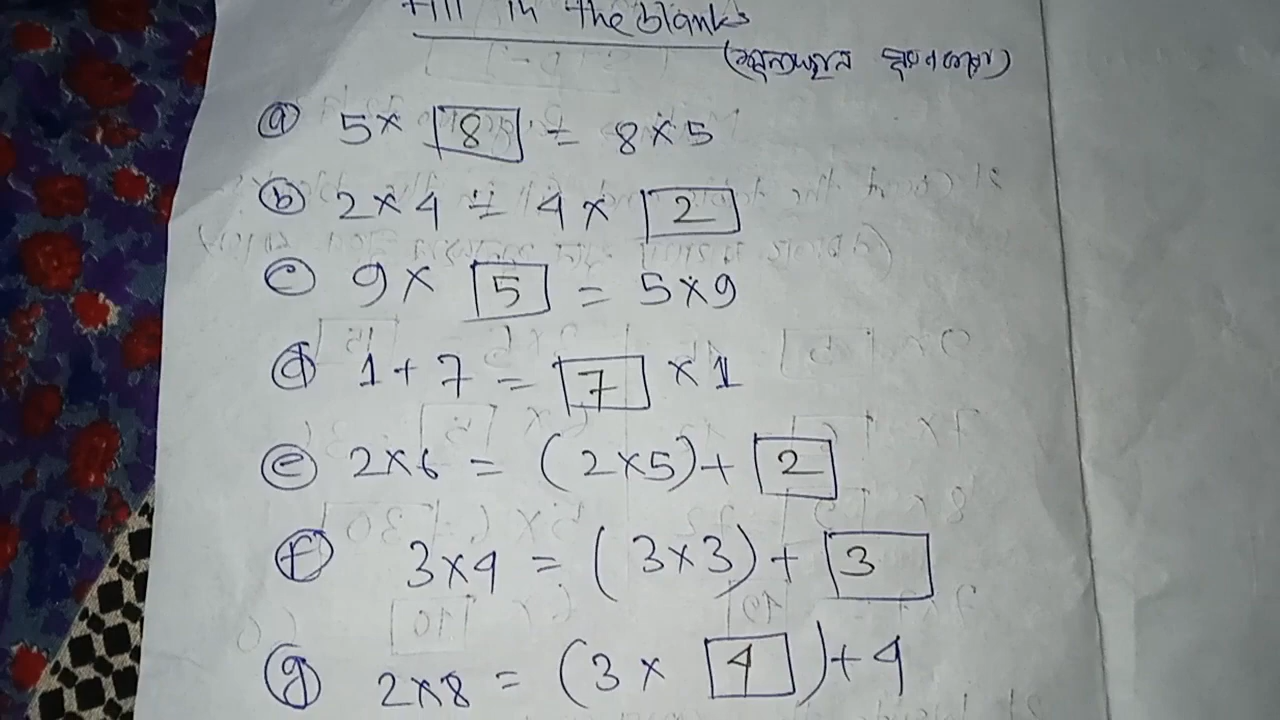 Fill in the blanks
ⓐ 5 × 8 = 8 × 5
ⓑ 2 × 4 = 4 × 2
ⓒ 9 × 5 = 5 × 9
ⓓ 1 + 7 = 7 × 1
ⓔ 2 × 6 = (2 × 5) + 2
ⓕ 3 × 4 = (3 × 3) + 3
ⓖ 2 × 8 = (3 × 4) + 4